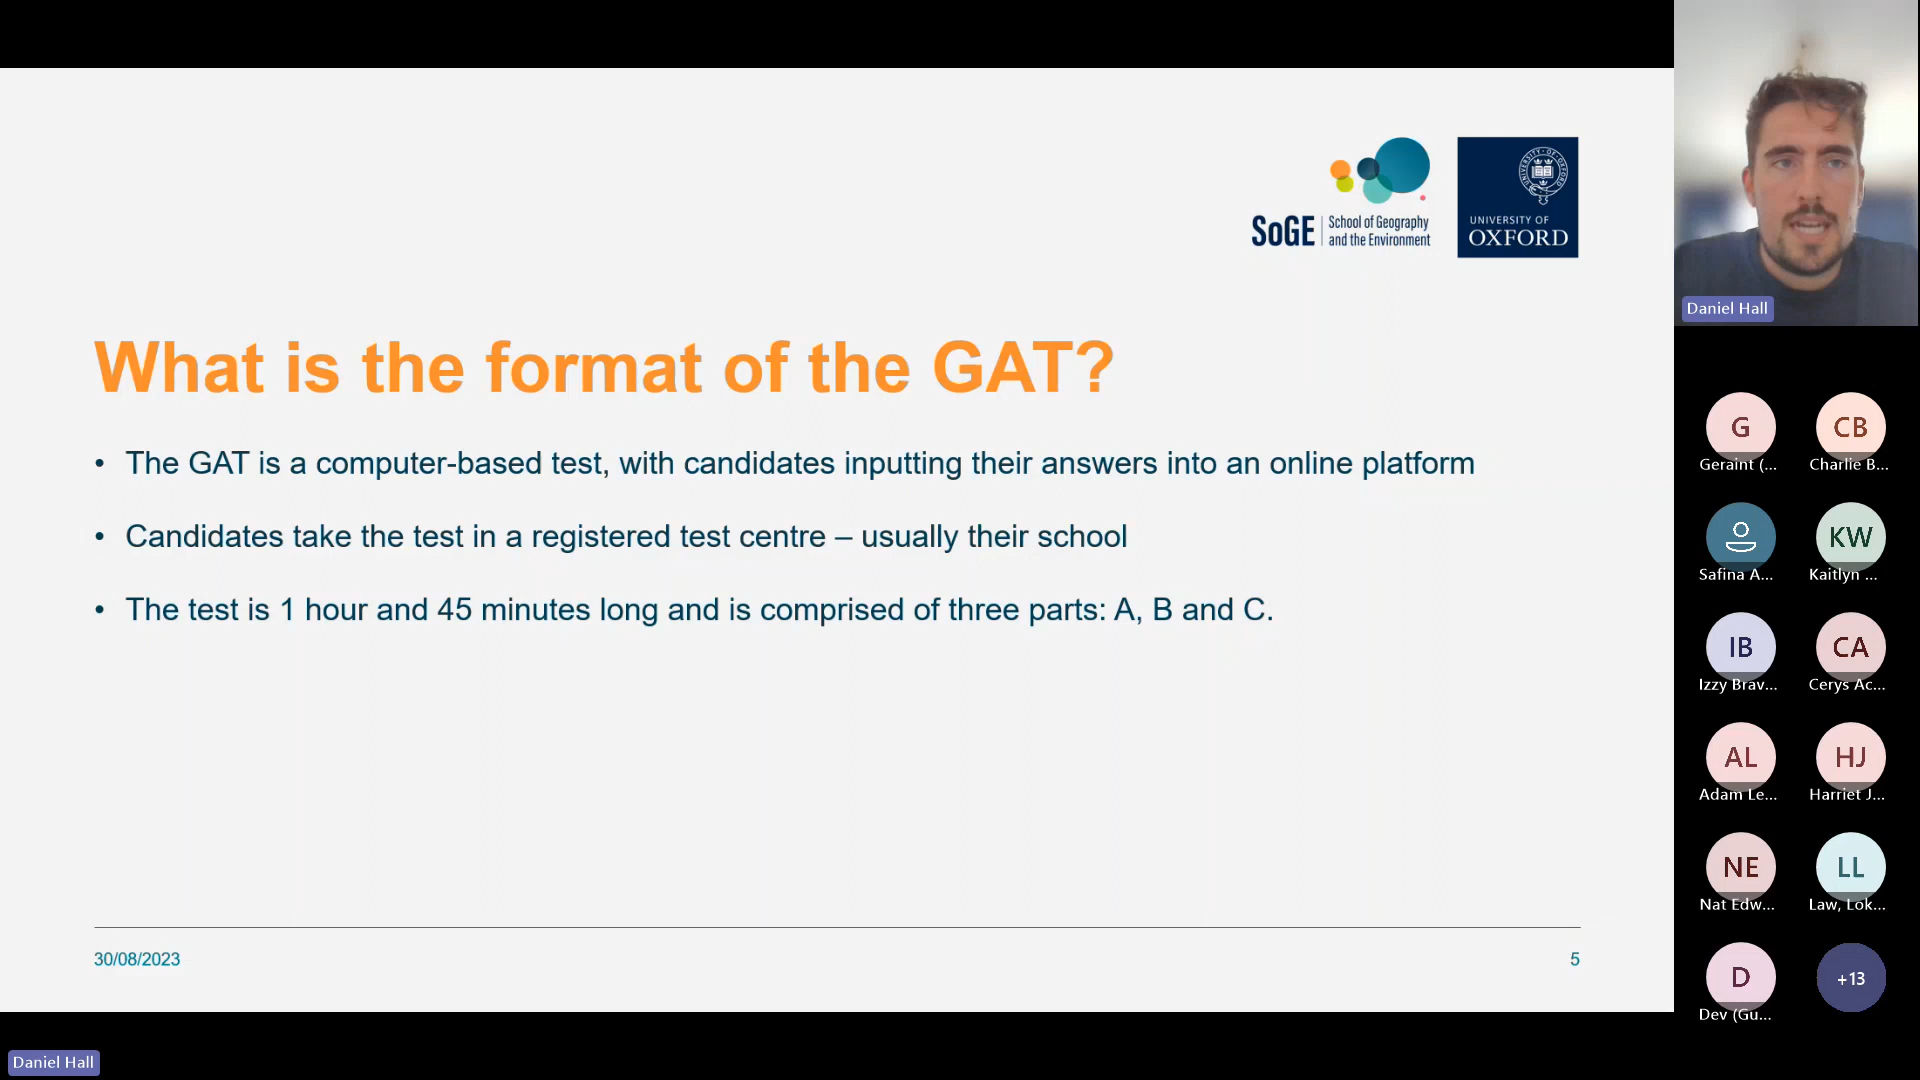 SoGE
School of Geography
and the Environment
UNIVERSITY OF
OXFORD
What is the format of the GAT?
• The GAT is a computer-based test, with candidates inputting their answers into an online platform
• Candidates take the test in a registered test centre – usually their school
• The test is 1 hour and 45 minutes long and is comprised of three parts: A, B and C.
30/08/2023
5
Daniel Hall
Daniel Hall
G
CB
Geraint (...
Charlie B...
KW
Safina A...
Kaitlyn ...
IB
CA
Izzy Brav...
Cerys Ac...
AL
HJ
Adam Le...
Harriet J...
NE
LL
Nat Edw...
Law, Lok...
D
+13
Dev (Gu...